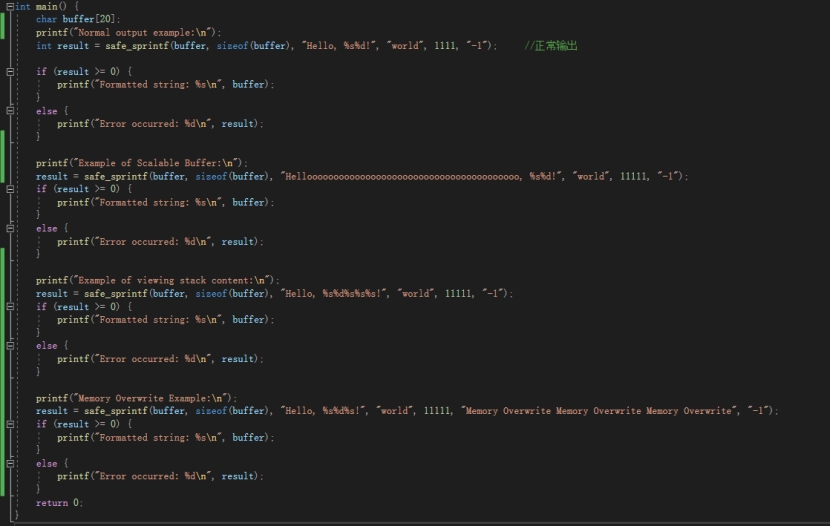 int main() {
char buffer[20];
printf("Normal output example:\n");
int result = safe_sprintf(buffer, sizeof(buffer), "Hello, %s%d!", "world", 1111, "-1"); //正常输出
if (result >= 0) {
printf("Formatted string: %s\n", buffer);
}
else {
printf("Error occurred: %d\n", result);
}
printf("Example of Scalable Buffer:\n");
result = safe_sprintf(buffer, sizeof(buffer), "Hellooooooooooooooooooooooooooooooooooooooooo, %s%d!", "world", 11111, "-1");
if (result >= 0) {
printf("Formatted string: %s\n", buffer);
}
else {
printf("Error occurred: %d\n", result);
}
printf("Example of viewing stack content:\n");
result = safe_sprintf(buffer, sizeof(buffer), "Hello, %s%d%s%s%s!", "world", 11111, "-1");
if (result >= 0) {
printf("Formatted string: %s\n", buffer);
}
else {
printf("Error occurred: %d\n", result);
}
printf("Memory Overwrite Example:\n");
result = safe_sprintf(buffer, sizeof(buffer), "Hello, %s%d%s!", "world", 11111, "Memory Overwrite Memory Overwrite Memory Overwrite", "-1");
if (result >= 0) {
printf("Formatted string: %s\n", buffer);
}
else {
printf("Error occurred: %d\n", result);
}
return 0;
}